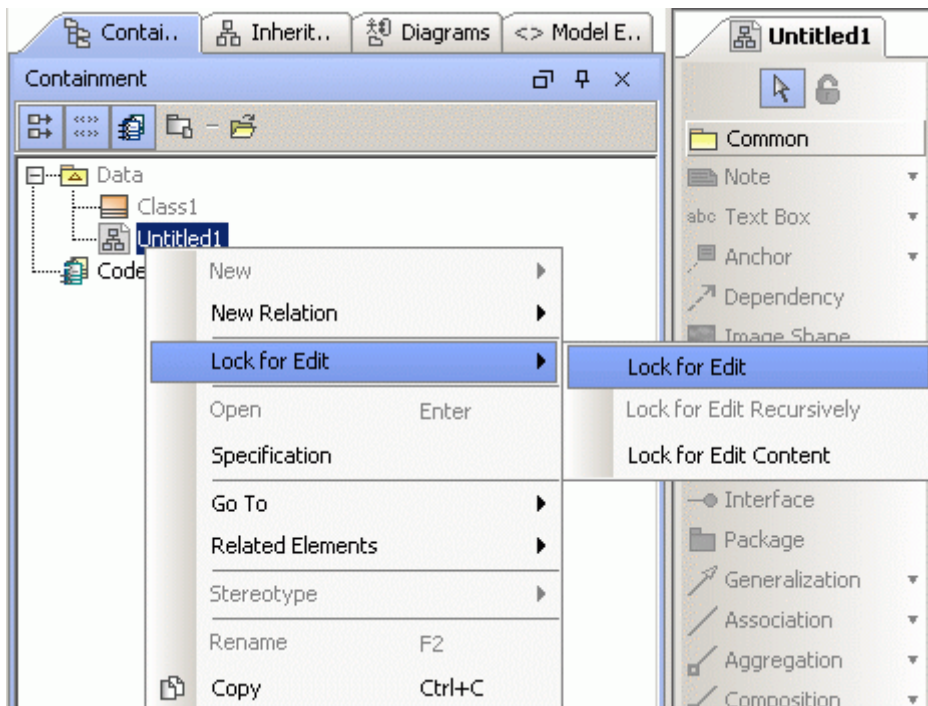 Contai..
Inherit..
Diagrams
<> Model E..
Untitled1
Containment
Common
Data
Class1
Untitled1
Code
New
New Relation
Lock for Edit
Open Enter
Specification
Go To
Related Elements
Stereotype
Rename F2
Copy Ctrl+C
Lock for Edit
Lock for Edit Recursively
Lock for Edit Content
Note
abc Text Box
Anchor
Dependency
Image Shape
Interface
Package
Generalization
Association
Aggregation
Composition